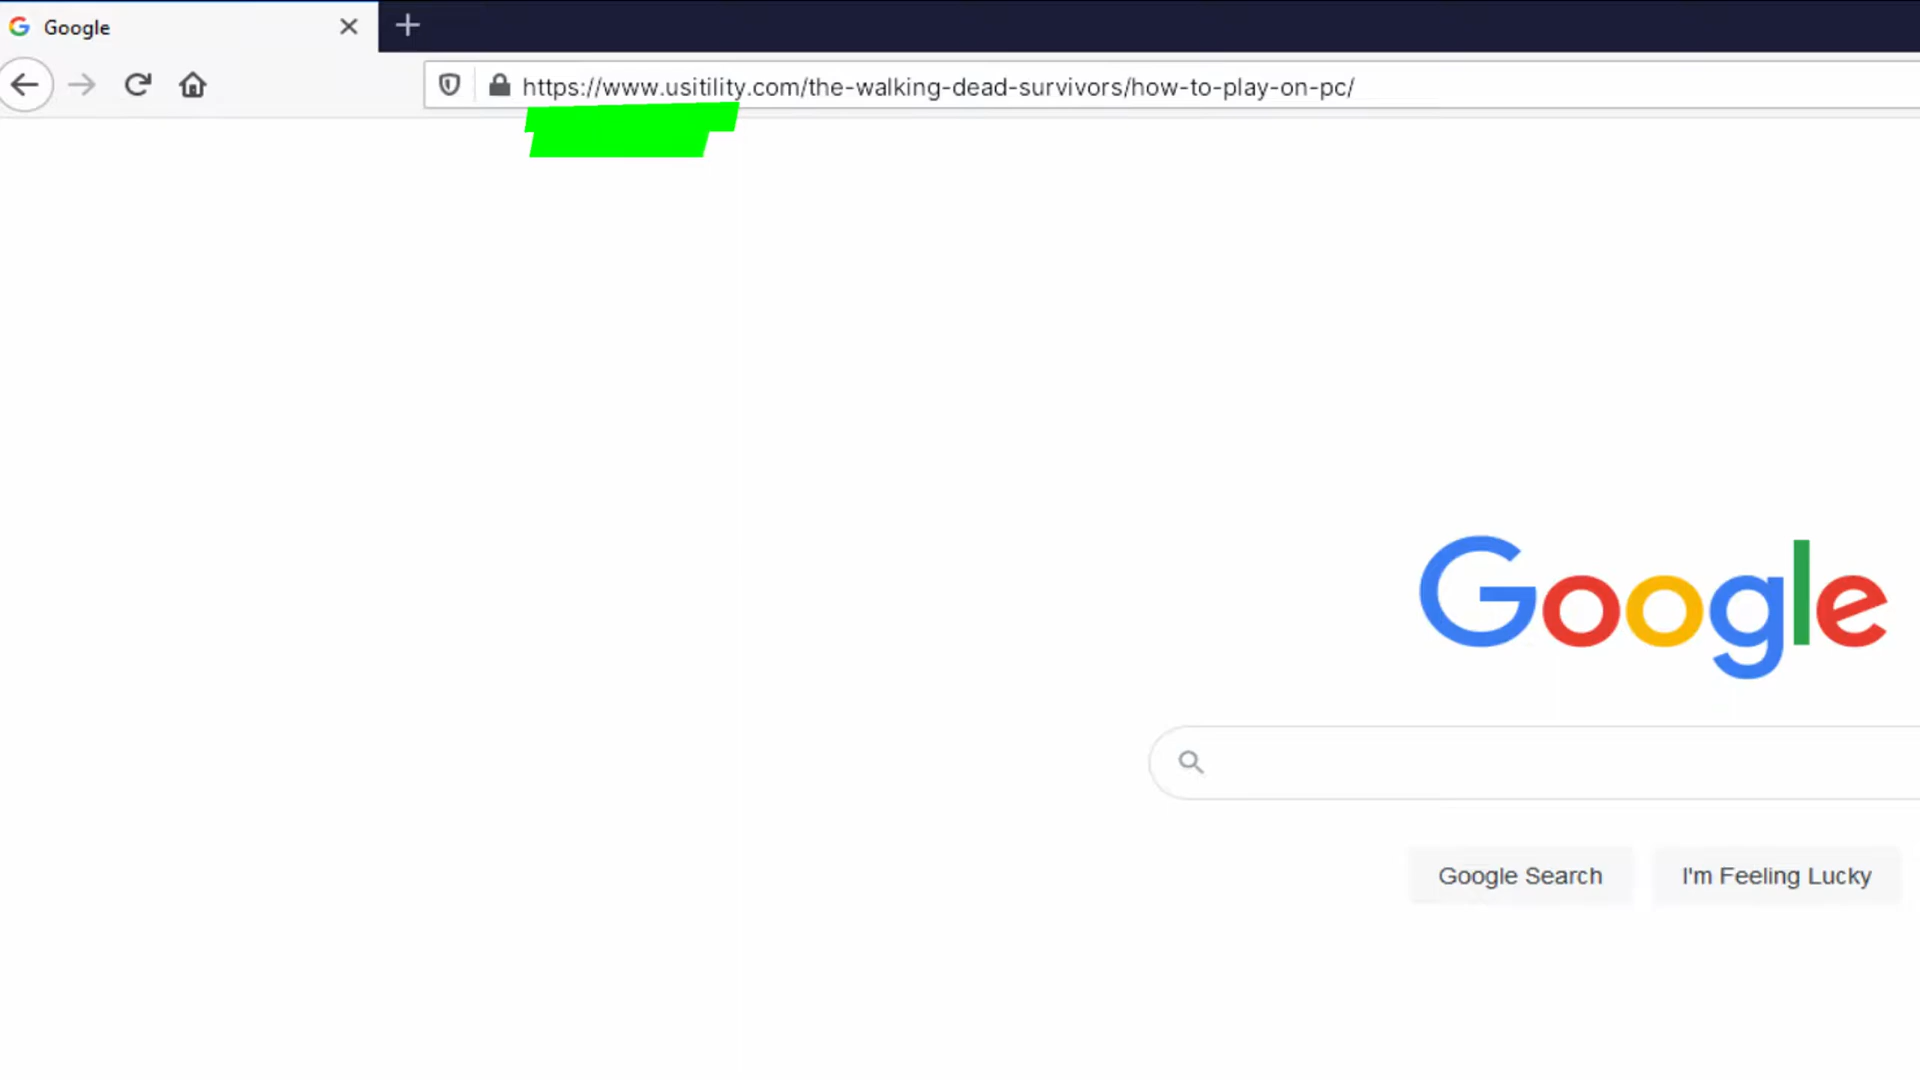 Google
https://www.usitility.com/the-walking-dead-survivors/how-to-play-on-pc/
Google
Google Search
I'm Feeling Lucky